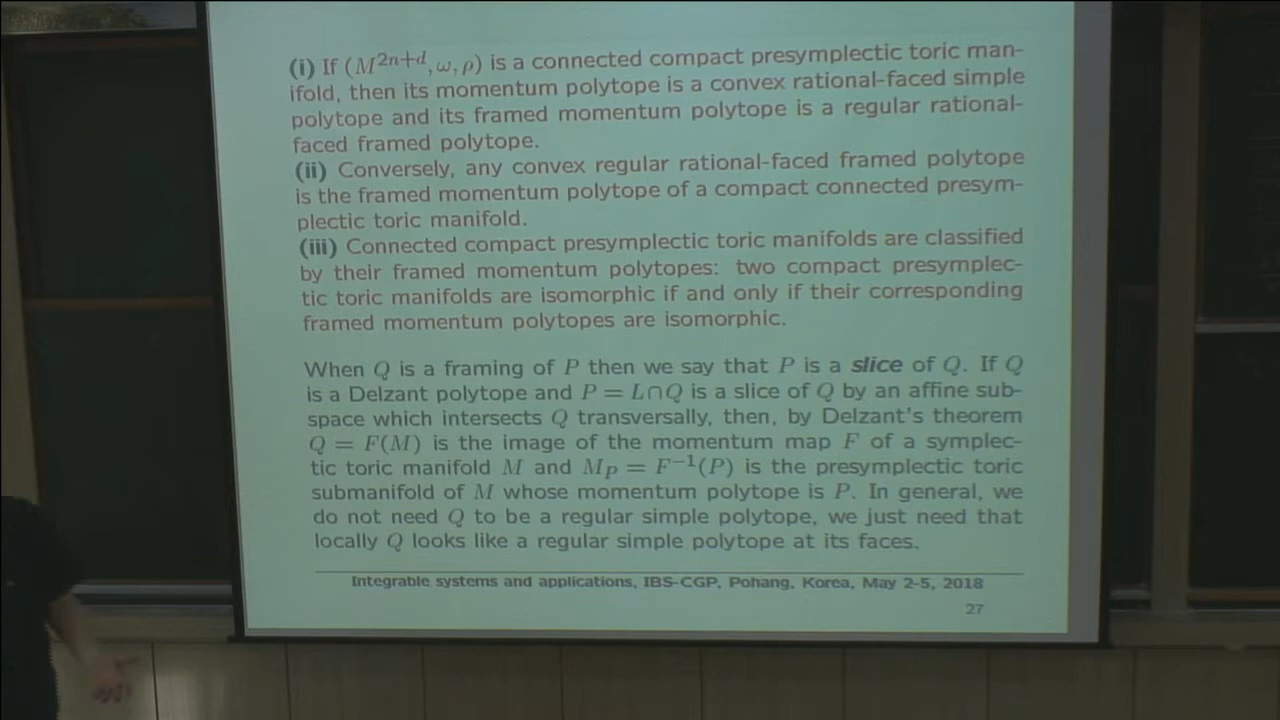 (i) If (M^{2n+d}, ω, ρ) is a connected compact presymplectic toric man-
ifold, then its momentum polytope is a convex rational-faced simple
polytope and its framed momentum polytope is a regular rational-
faced framed polytope.
(ii) Conversely, any convex regular rational-faced framed polytope
is the framed momentum polytope of a compact connected presym-
plectic toric manifold.
(iii) Connected compact presymplectic toric manifolds are classified
by their framed momentum polytopes: two compact presymplec-
tic toric manifolds are isomorphic if and only if their corresponding
framed momentum polytopes are isomorphic.
When Q is a framing of P then we say that P is a slice of Q. If Q
is a Delzant polytope and P = L∩Q is a slice of Q by an affine sub-
space which intersects Q transversally, then, by Delzant's theorem
Q = F(M) is the image of the momentum map F of a symplec-
tic toric manifold M and M_P = F^{-1}(P) is the presymplectic toric
submanifold of M whose momentum polytope is P. In general, we
do not need Q to be a regular simple polytope, we just need that
locally Q looks like a regular simple polytope at its faces.
Integrable systems and applications, IBS-CGP, Pohang, Korea, May 2-5, 2018
27